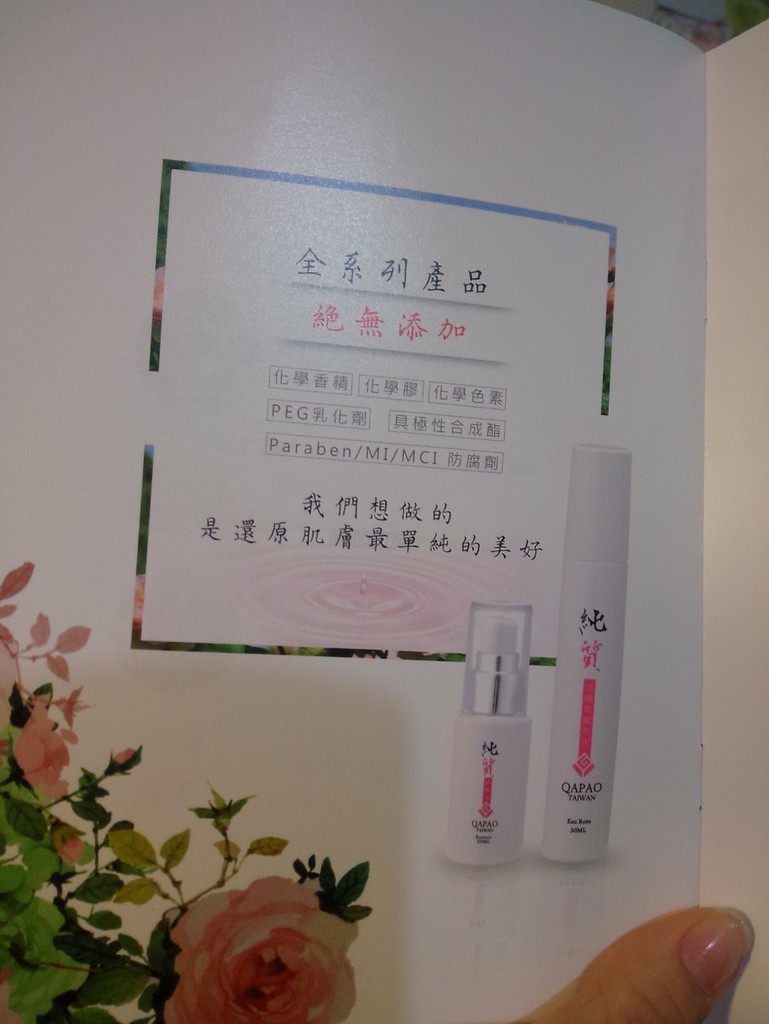 全系列產品
絕無添加
化學香精 化學膠 化學色素
PEG乳化劑 具極性合成酯
Paraben/MI/MCI 防腐劑
我們想做的
是還原肌膚最單純的美好
純質
QAPAO
TAIWAN
Essence
30ML
純質
QAPAO
TAIWAN
Eau Rose
50ML